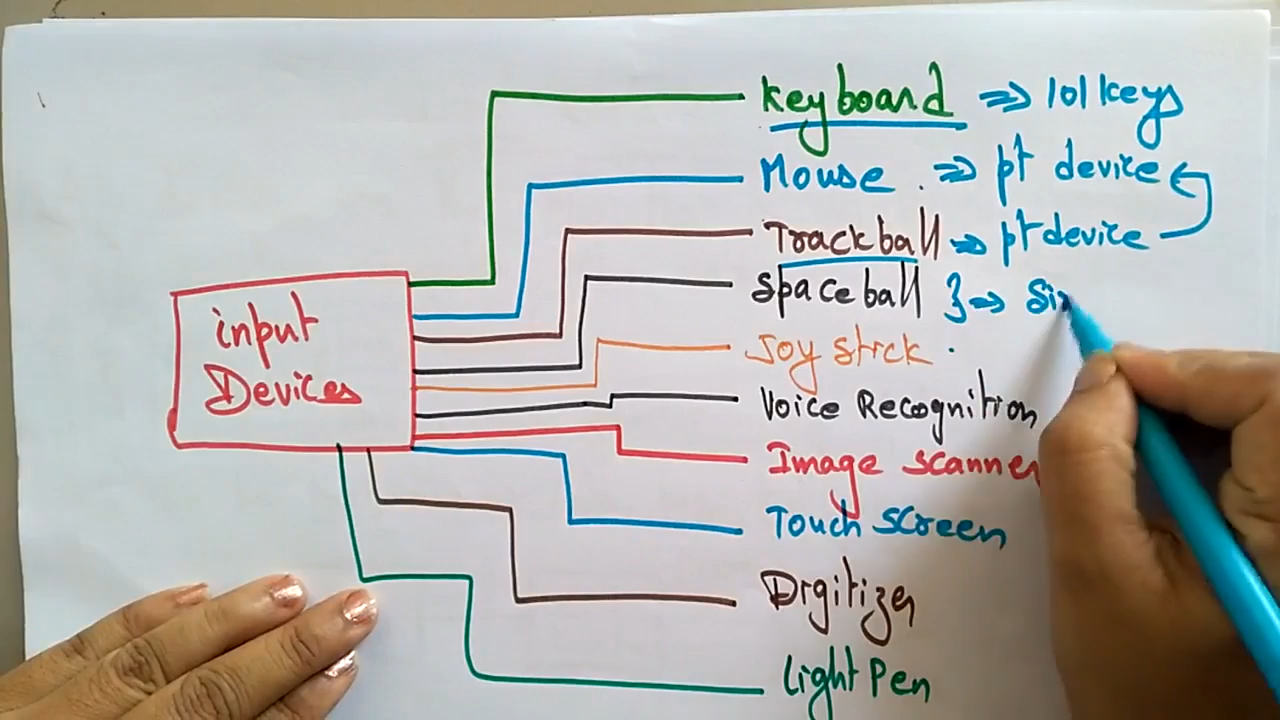 input
Devices
keyboard ⇒ 101 keys
Mouse ⇒ pt device
Trackball ⇒ pt device
Spaceball } ⇒
Joy stick
Voice Recognition
Image scanner
Touch screen
Digitizer
Light Pen